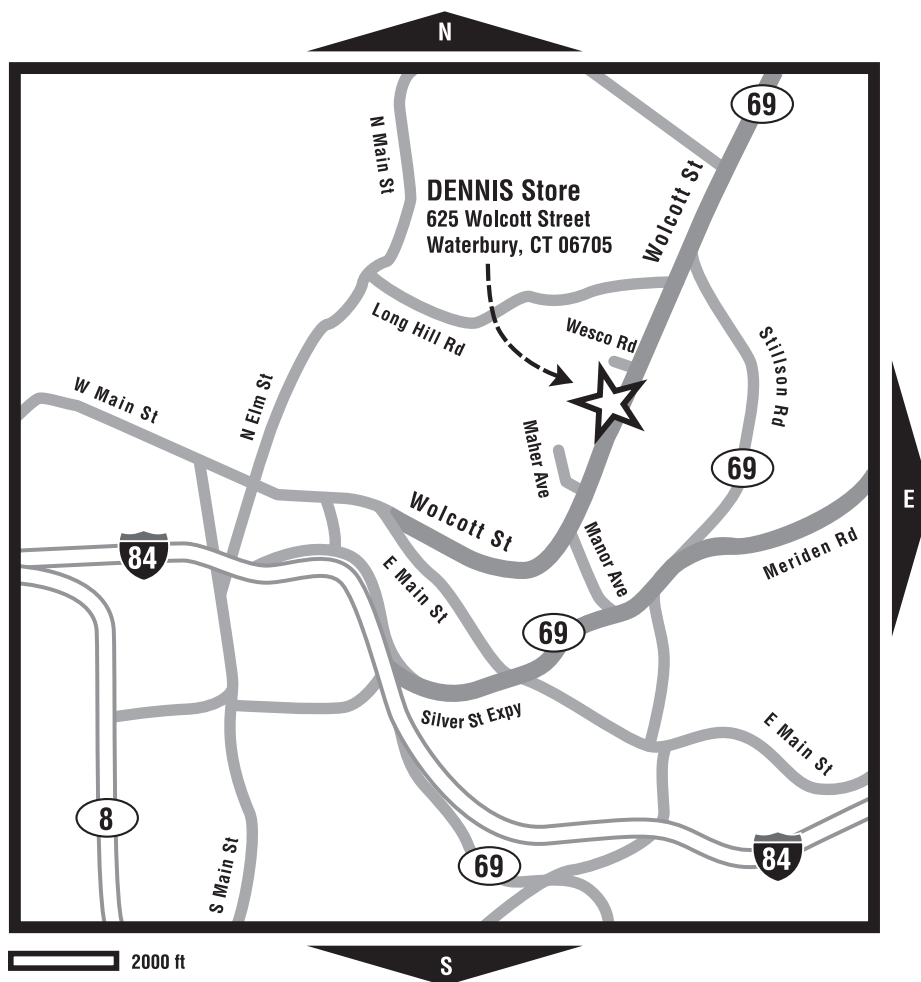 N
69
N Main St
DENNIS Store
625 Wolcott Street
Waterbury, CT 06705
Wolcott St
Long Hill Rd
Wesco Rd
Stillson Rd
W Main St
N Elm St
Maher Ave
69
E
Wolcott St
84
Manor Ave
Meriden Rd
E Main St
69
Silver St Expy
E Main St
8
S Main St
69
84
2000 ft
S